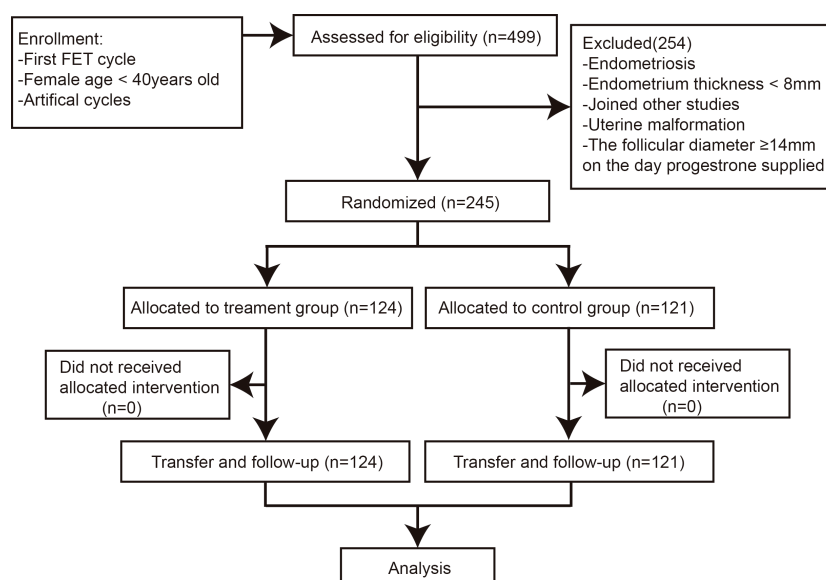 Enrollment:
-First FET cycle
-Female age < 40years old
-Artifical cycles
Assessed for eligibility (n=499)
Excluded(254)
-Endometriosis
-Endometrium thickness < 8mm
-Joined other studies
-Uterine malformation
-The follicular diameter ≥14mm
on the day progestrone supplied
Randomized (n=245)
Allocated to treament group (n=124)
Allocated to control group (n=121)
Did not received
allocated intervention
(n=0)
Did not received
allocated intervention
(n=0)
Transfer and follow-up (n=124)
Transfer and follow-up (n=121)
Analysis